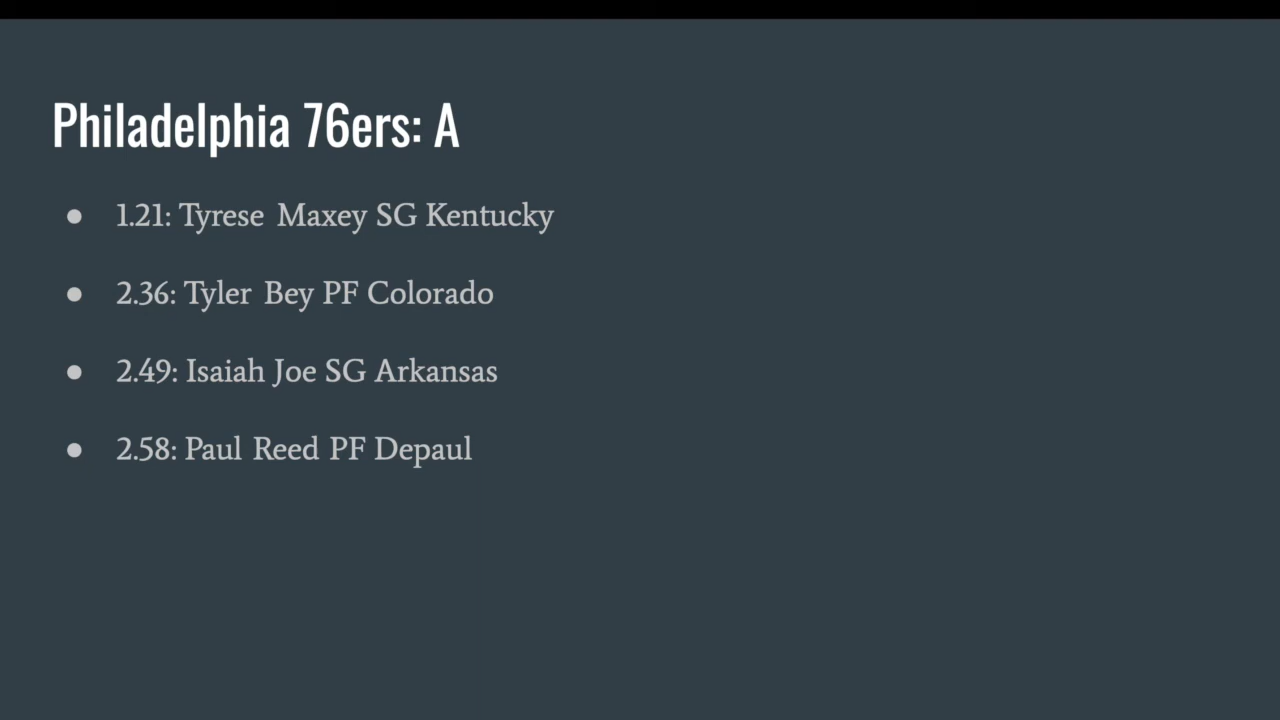 Philadelphia 76ers: A
● 1.21: Tyrese Maxey SG Kentucky
● 2.36: Tyler Bey PF Colorado
● 2.49: Isaiah Joe SG Arkansas
● 2.58: Paul Reed PF Depaul